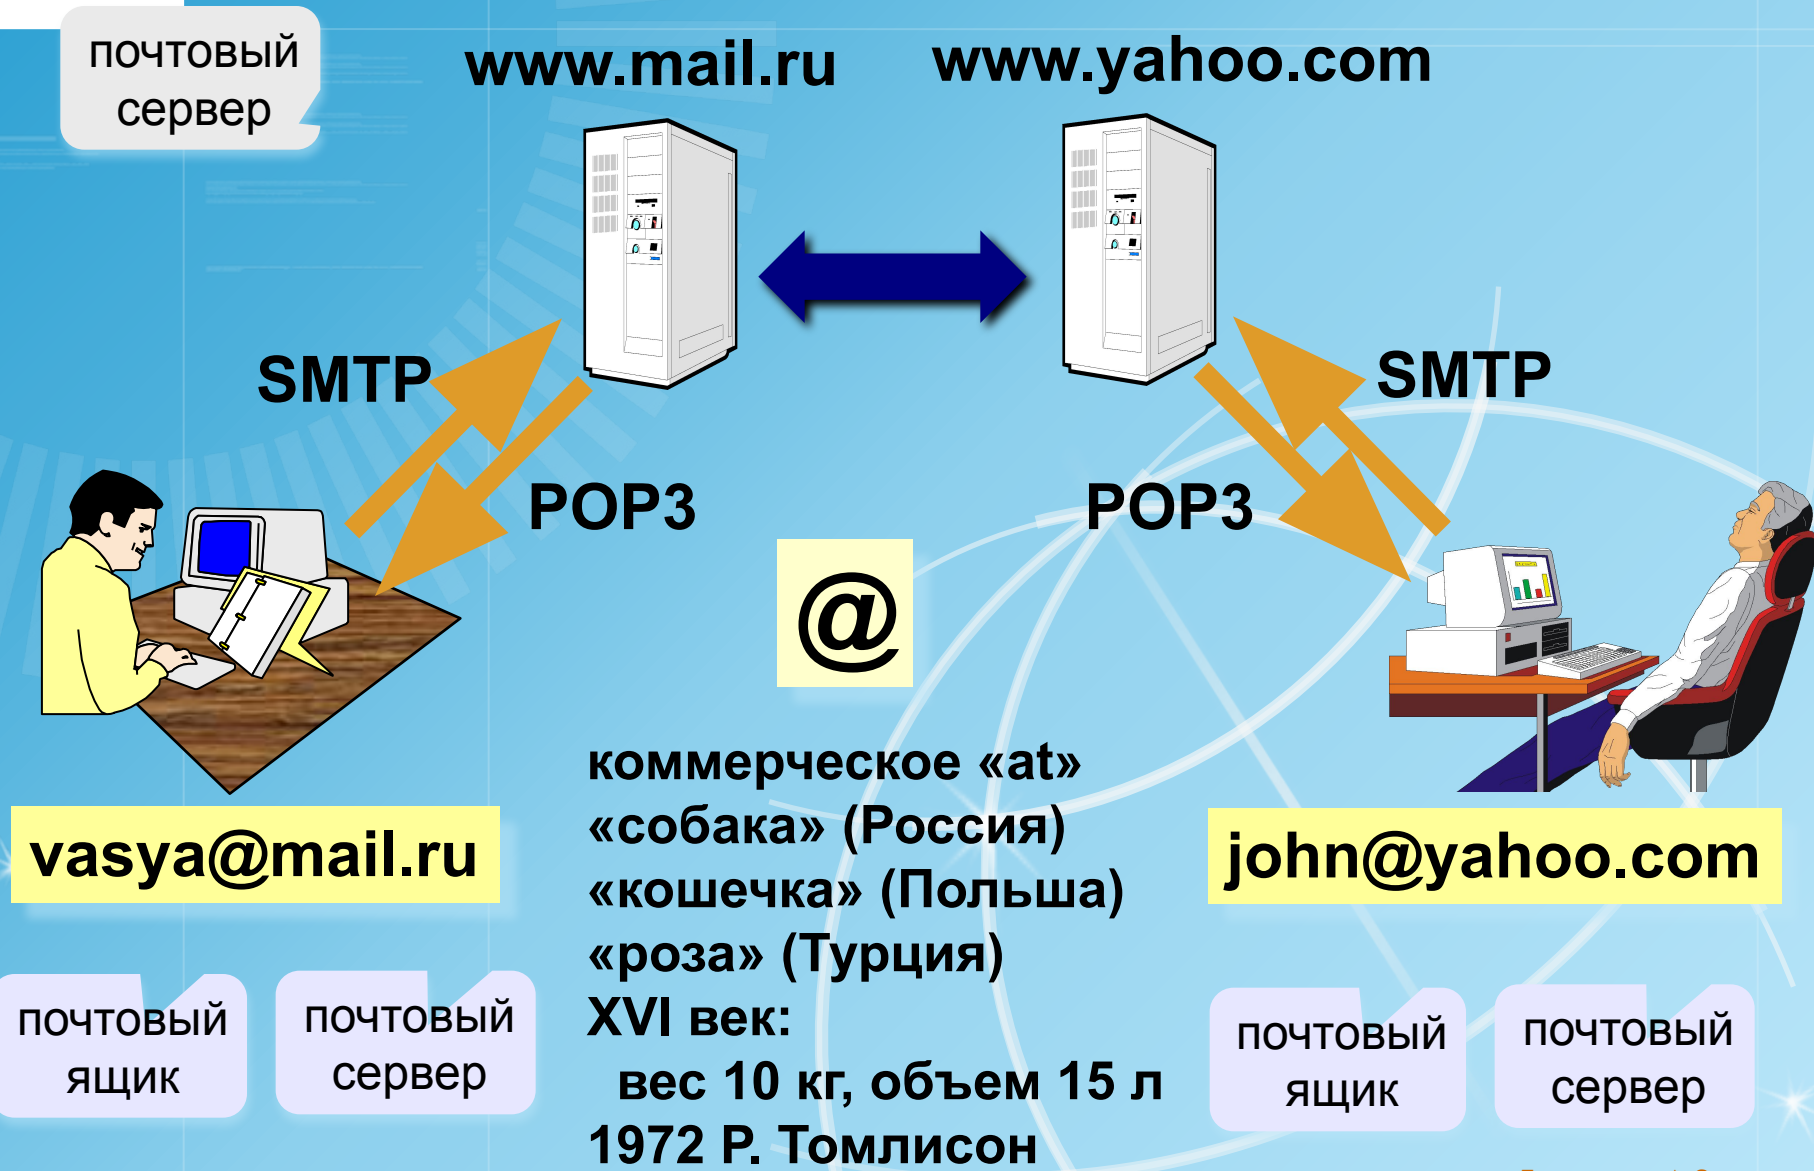 почтовый
сервер
www.mail.ru
www.yahoo.com
SMTP
SMTP
POP3
POP3
@
коммерческое «at»
«собака» (Россия)
«кошечка» (Польша)
«роза» (Турция)
XVI век:
вес 10 кг, объем 15 л
1972 Р. Томлисон
vasya@mail.ru
john@yahoo.com
почтовый
ящик
почтовый
сервер
почтовый
ящик
почтовый
сервер